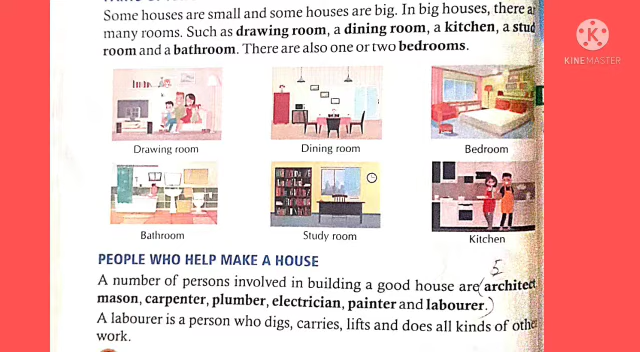 Some houses are small and some houses are big. In big houses, there ar
many rooms. Such as drawing room, a dining room, a kitchen, a stud
room and a bathroom. There are also one or two bedrooms.
KINEMASTER
Drawing room
Dining room
Bedroom
Bathroom
Study room
Kitchen
PEOPLE WHO HELP MAKE A HOUSE
5
A number of persons involved in building a good house are (architect
mason, carpenter, plumber, electrician, painter and labourer.)
A labourer is a person who digs, carries, lifts and does all kinds of othe
work.